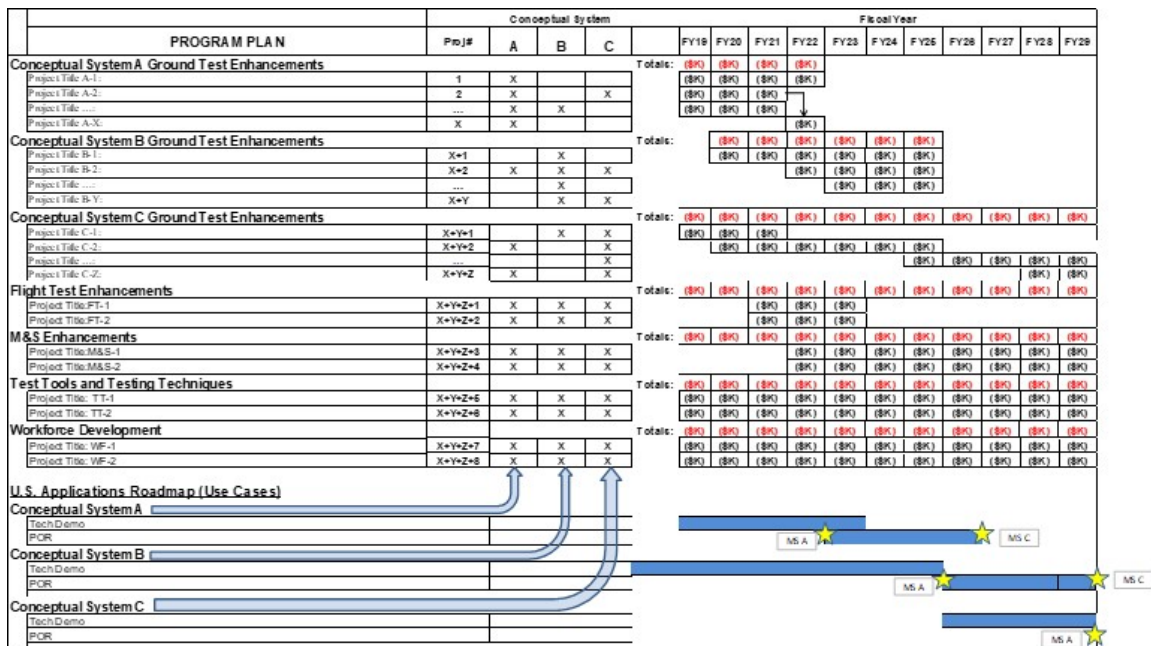 Conceptual System Fiscal Year
PROGRAM PLAN Proj# A B C FY19 FY20 FY21 FY22 FY23 FY24 FY25 FY26 FY27 FY28 FY29
Conceptual System A Ground Test Enhancements Totals: ($K) ($K) ($K) ($K)
Project Title A-1: 1 X ($K) ($K) ($K) ($K)
Project Title A-2: 2 X X ($K) ($K) ($K)
Project Title ....: ... X X ($K) ($K) ($K)
Project Title A-X: X X ($K)
Conceptual System B Ground Test Enhancements Totals: ($K) ($K) ($K) ($K) ($K) ($K)
Project Title B-1: X+1 X ($K) ($K) ($K) ($K) ($K) ($K)
Project Title B-2: X+2 X X X ($K) ($K) ($K) ($K)
Project Title ....: ... X ($K) ($K) ($K)
Project Title B-Y: X+Y X X
Conceptual System C Ground Test Enhancements Totals: ($K) ($K) ($K) ($K) ($K) ($K) ($K) ($K) ($K) ($K) ($K)
Project Title C-1: X+Y+1 X X ($K) ($K) ($K)
Project Title C-2: X+Y+2 X X ($K) ($K) ($K) ($K) ($K) ($K)
Project Title ....: ... X ($K) ($K) ($K) ($K) ($K)
Project Title C-Z: X+Y+Z X X ($K) ($K)
Flight Test Enhancements Totals: ($K) ($K) ($K) ($K) ($K) ($K) ($K) ($K) ($K) ($K) ($K)
Project Title:FT-1 X+Y+Z+1 X X X ($K) ($K) ($K)
Project Title:FT-2 X+Y+Z+2 X X X ($K) ($K) ($K)
M&S Enhancements Totals: ($K) ($K) ($K) ($K) ($K) ($K) ($K) ($K) ($K) ($K) ($K)
Project Title:M&S-1 X+Y+Z+3 X X X ($K) ($K) ($K) ($K) ($K) ($K) ($K) ($K)
Project Title:M&S-2 X+Y+Z+4 X X X ($K) ($K) ($K) ($K) ($K) ($K) ($K) ($K)
Test Tools and Testing Techniques Totals: ($K) ($K) ($K) ($K) ($K) ($K) ($K) ($K) ($K) ($K) ($K)
Project Title: TT-1 X+Y+Z+5 X X X ($K) ($K) ($K) ($K) ($K) ($K) ($K) ($K) ($K) ($K) ($K)
Project Title: TT-2 X+Y+Z+6 X X X ($K) ($K) ($K) ($K) ($K) ($K) ($K) ($K) ($K) ($K) ($K)
Workforce Development Totals: ($K) ($K) ($K) ($K) ($K) ($K) ($K) ($K) ($K) ($K) ($K)
Project Title: WF-1 X+Y+Z+7 X X X ($K) ($K) ($K) ($K) ($K) ($K) ($K) ($K) ($K) ($K) ($K)
Project Title: WF-2 X+Y+Z+8 X X X ($K) ($K) ($K) ($K) ($K) ($K) ($K) ($K) ($K) ($K) ($K)
U.S. Applications Roadmap (Use Cases)
Conceptual System A
Tech Demo
POR MS A MS C
Conceptual System B
Tech Demo
POR MS A MS C
Conceptual System C
Tech Demo
POR MS A